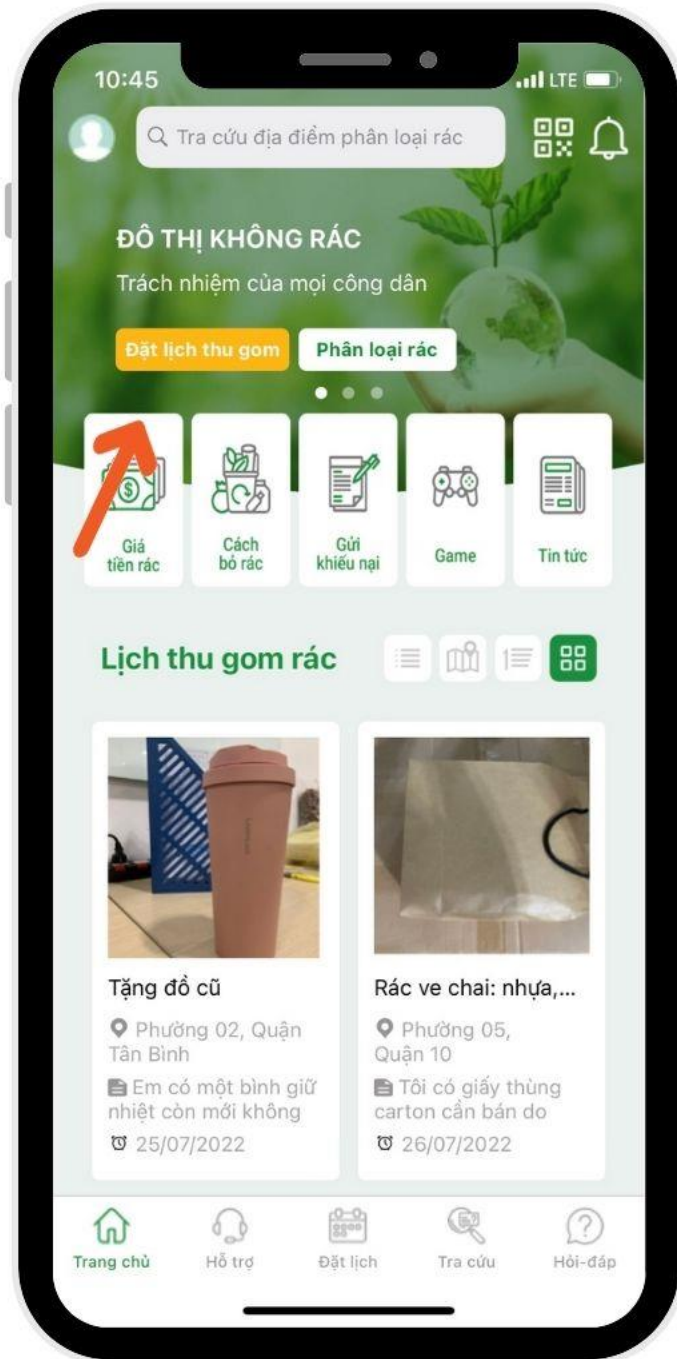 10:45
LTE
Tra cứu địa điểm phân loại rác
ĐÔ THỊ KHÔNG RÁC
Trách nhiệm của mọi công dân
Đặt lịch thu gom
Phân loại rác
Giá
tiền rác
Cách
bỏ rác
Gửi
khiếu nại
Game
Tin tức
Lịch thu gom rác
Tặng đồ cũ
Phường 02, Quận
Tân Bình
Em có một bình giữ
nhiệt còn mới không
25/07/2022
Rác ve chai: nhựa,...
Phường 05,
Quận 10
Tôi có giấy thùng
carton cần bán do
26/07/2022
Trang chủ
Hỗ trợ
Đặt lịch
Tra cứu
Hỏi-đáp